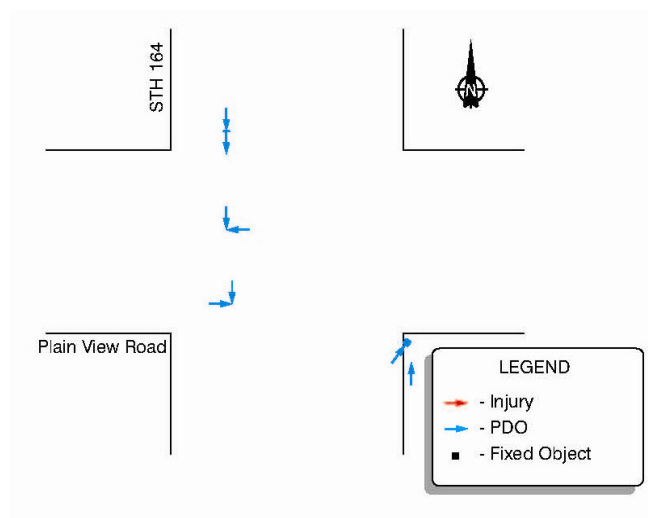 STH 164
N
Plain View Road
LEGEND
- Injury
- PDO
- Fixed Object